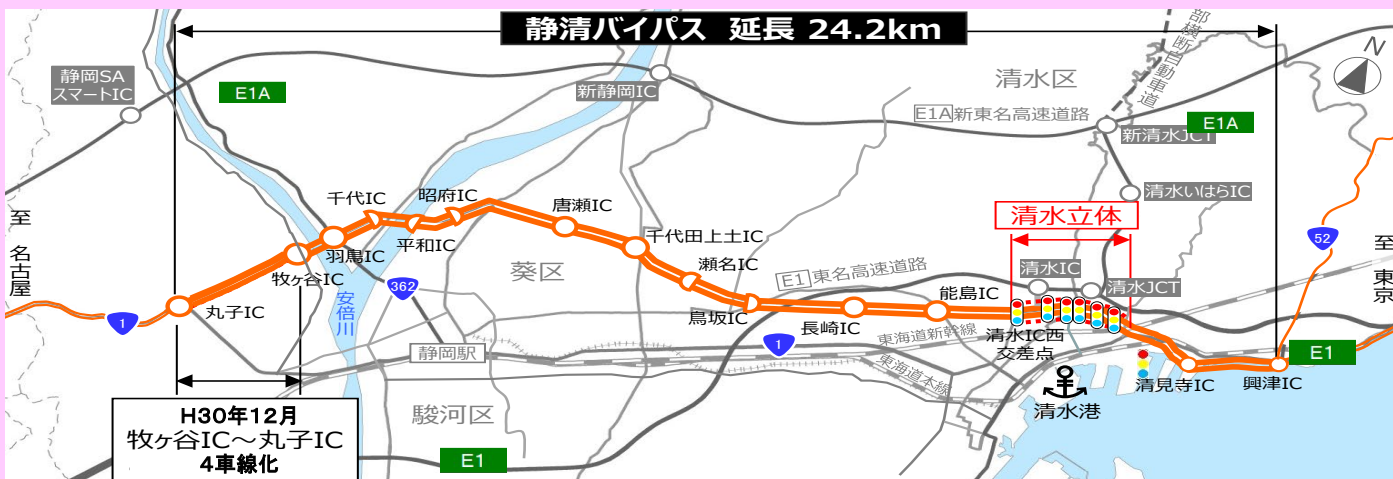 静清バイパス 延長 24.2km
部横断自動車道
N
静岡SA
スマートIC
E1A
新静岡IC
清水区
E1A新東名高速道路
E1A
新清水JCT
清水いはらIC
千代IC
昭府IC
唐瀬IC
清水立体
52
至 名古屋
至 東京
羽鳥IC
平和IC
千代田上土IC
牧ヶ谷IC
葵区
瀬名IC
E1 東名高速道路
清水IC
清水JCT
丸子IC
安倍川
362
鳥坂IC
長崎IC
能島IC
1
静岡駅
1
東海道新幹線
東海道本線
清水IC西
交差点
清見寺IC
興津IC
E1
清水港
駿河区
E1
H30年12月
牧ヶ谷IC～丸子IC
4車線化